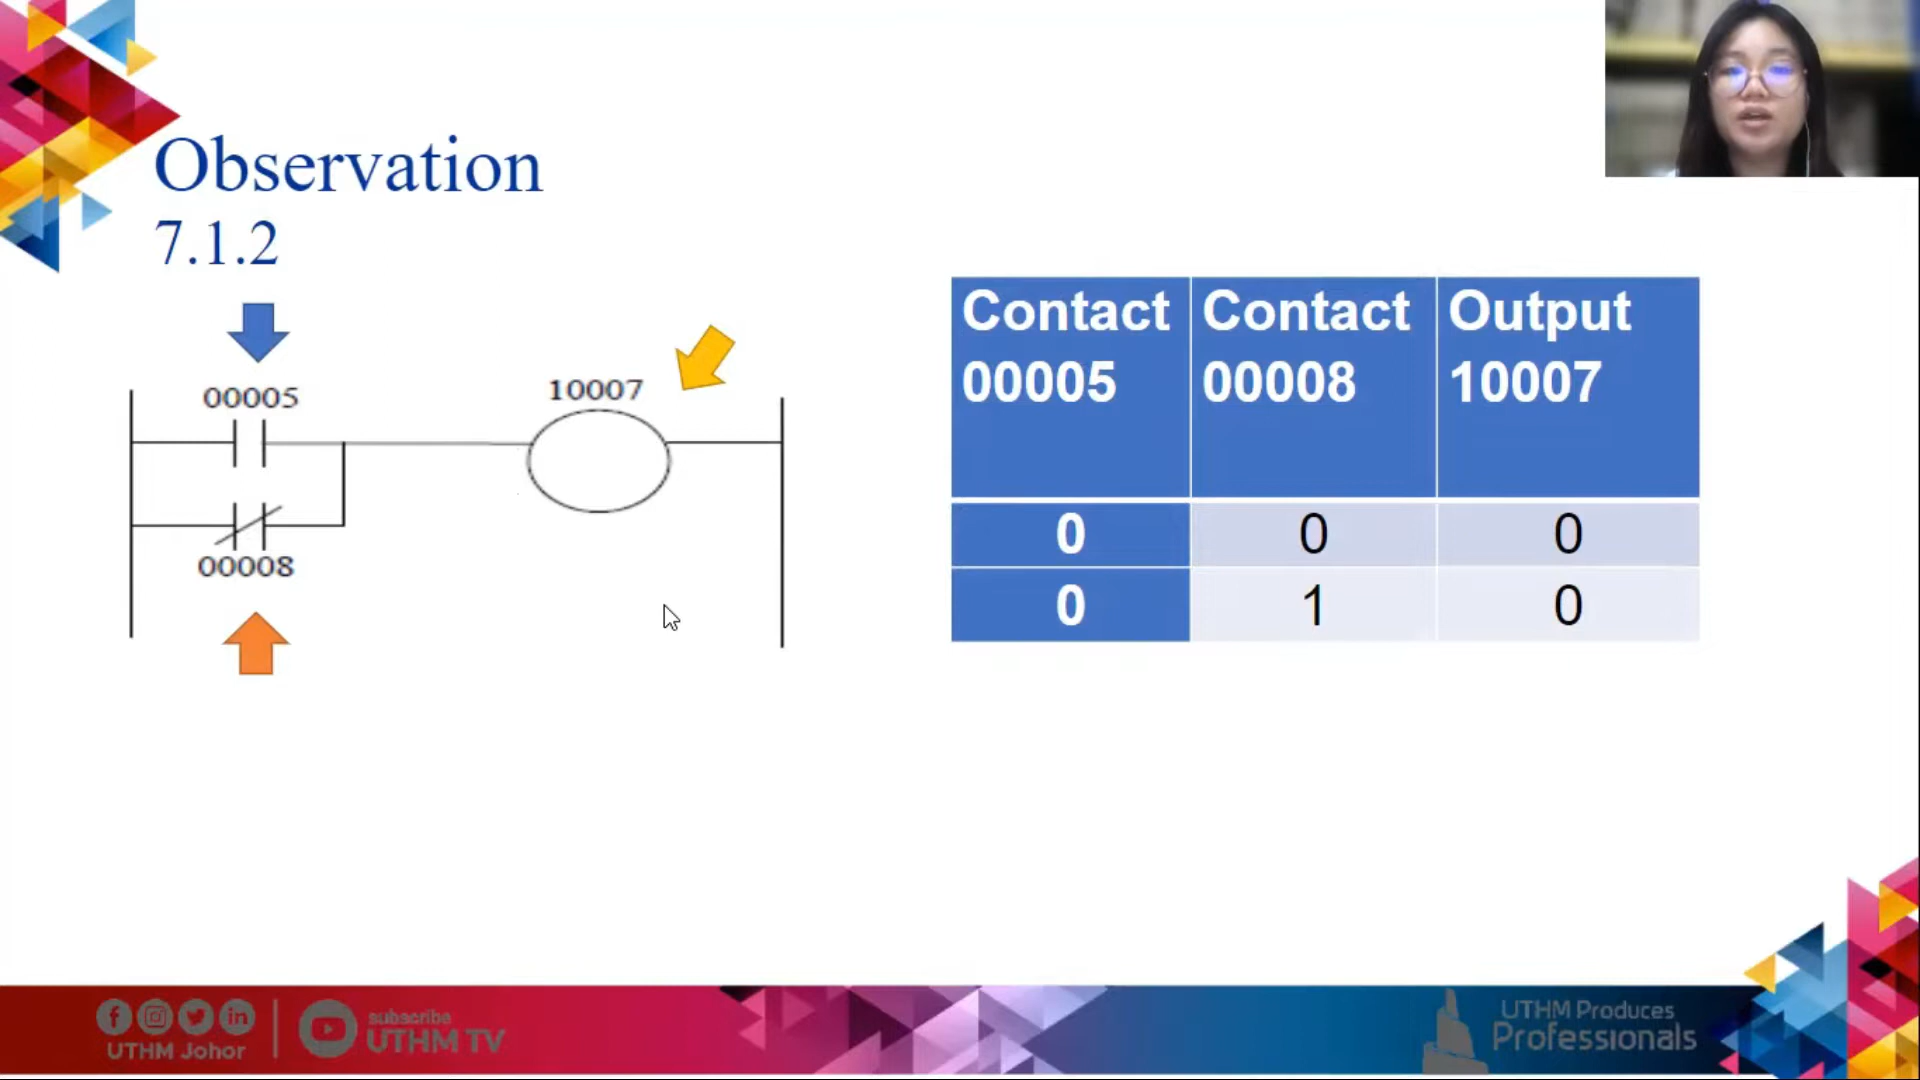 Observation
7.1.2
00005
10007
00008
Contact 00005
Contact 00008
Output 10007
0 0 0
0 1 0
UTHM Johor
subscribe
UTHM TV
UTHM Produces
Professionals